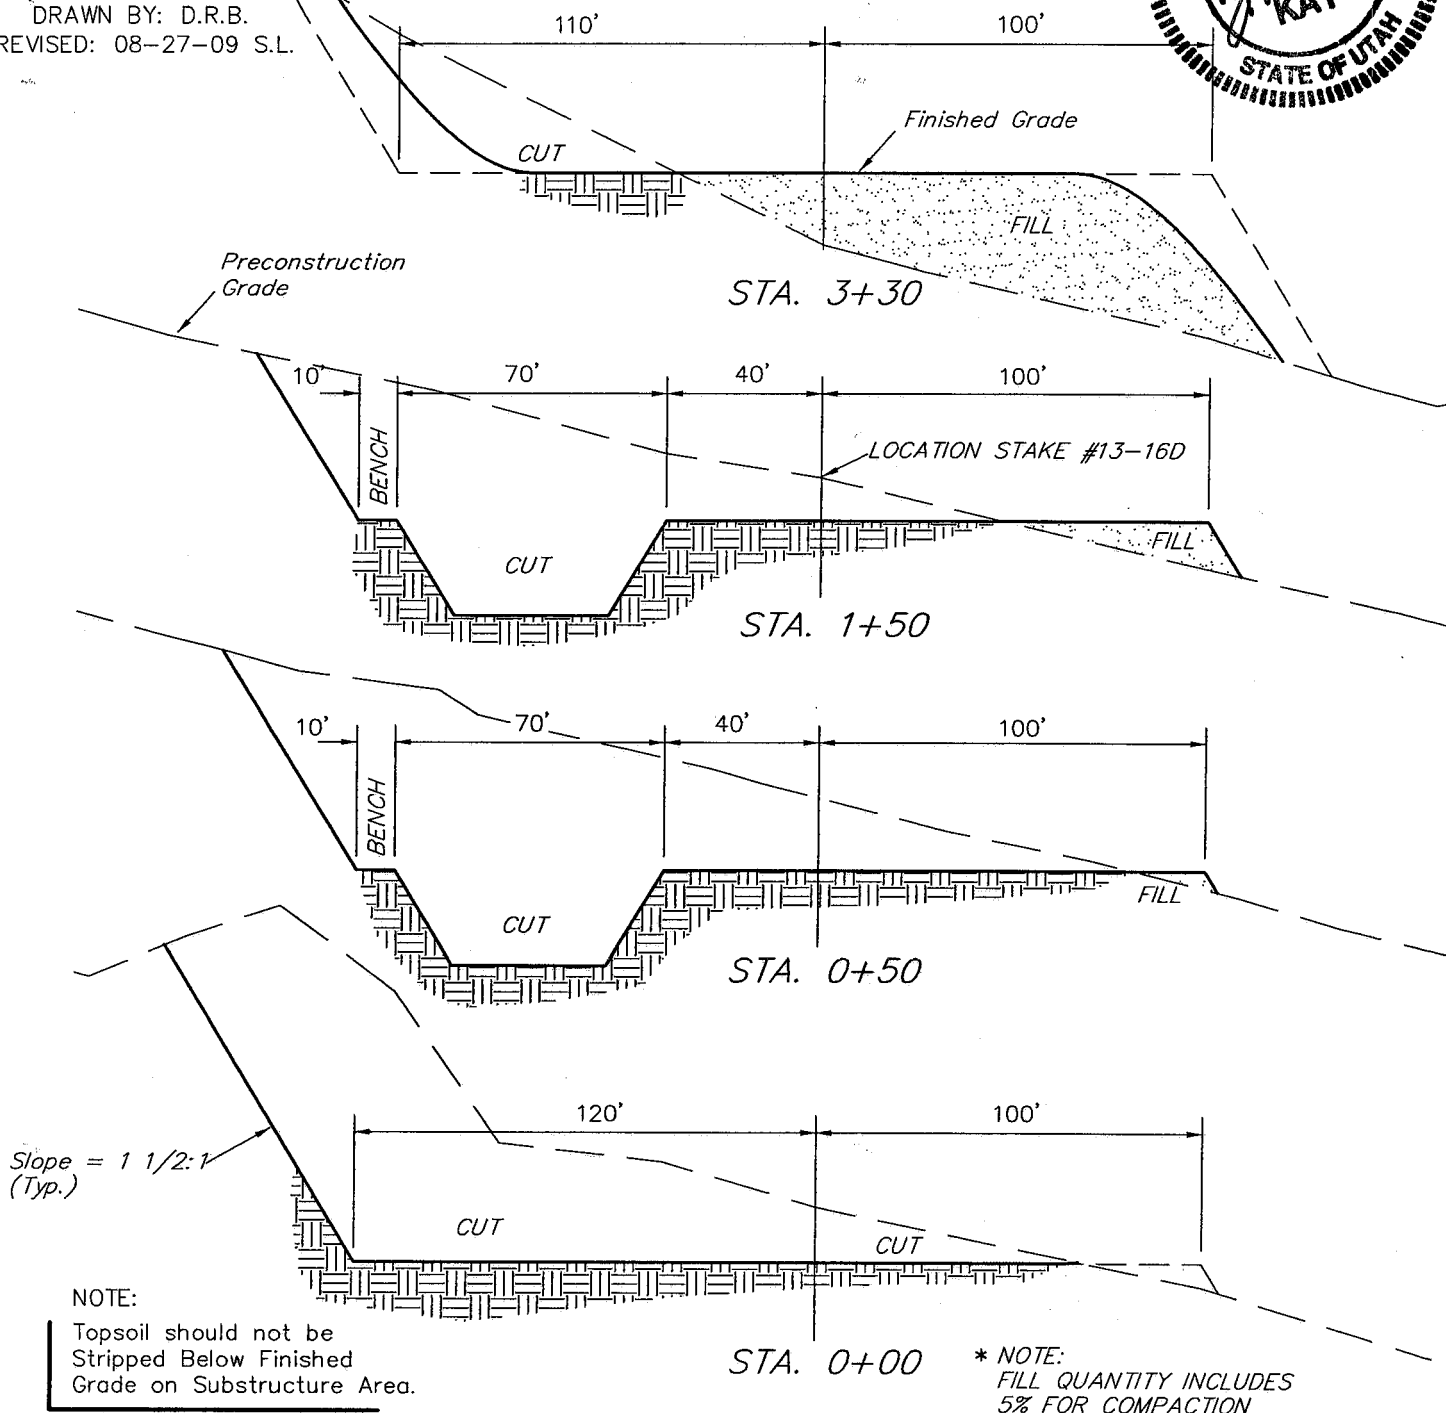 DRAWN BY: D.R.B.
REVISED: 08-27-09 S.L.
STATE OF UTAH
110' 100'
Finished Grade
CUT
FILL
STA. 3+30
Preconstruction
Grade
10' 70' 40' 100'
BENCH
LOCATION STAKE #13-16D
CUT
FILL
STA. 1+50
10' 70' 40' 100'
BENCH
CUT
FILL
STA. 0+50
120' 100'
Slope = 1 1/2:1
(Typ.)
CUT
CUT
STA. 0+00
NOTE:
Topsoil should not be
Stripped Below Finished
Grade on Substructure Area.
* NOTE:
FILL QUANTITY INCLUDES
5% FOR COMPACTION